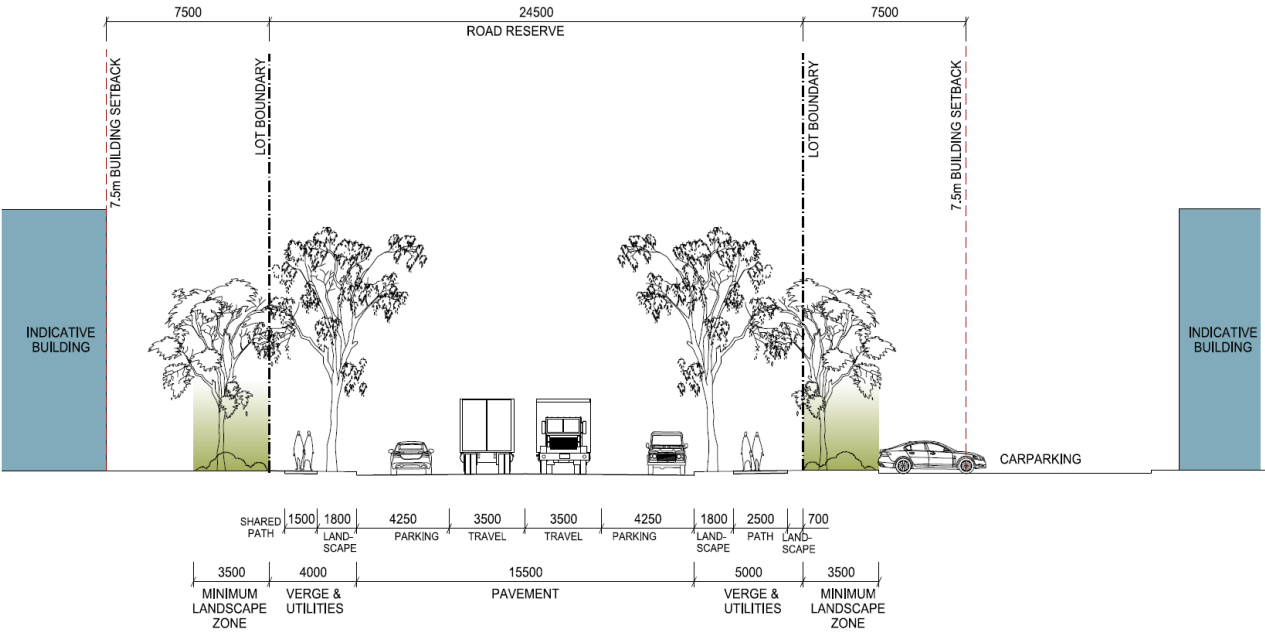 7500 24500 7500
ROAD RESERVE
7.5m BUILDING SETBACK
LOT BOUNDARY
LOT BOUNDARY
7.5m BUILDING SETBACK
INDICATIVE
BUILDING
INDICATIVE
BUILDING
CARPARKING
SHARED
PATH
1500 1800 4250 3500 3500 4250 1800 2500 700
LAND-
SCAPE
PARKING TRAVEL TRAVEL PARKING
LAND-
SCAPE
PATH
LAND-
SCAPE
3500 4000 15500 5000 3500
MINIMUM
LANDSCAPE
ZONE
VERGE &
UTILITIES
PAVEMENT
VERGE &
UTILITIES
MINIMUM
LANDSCAPE
ZONE